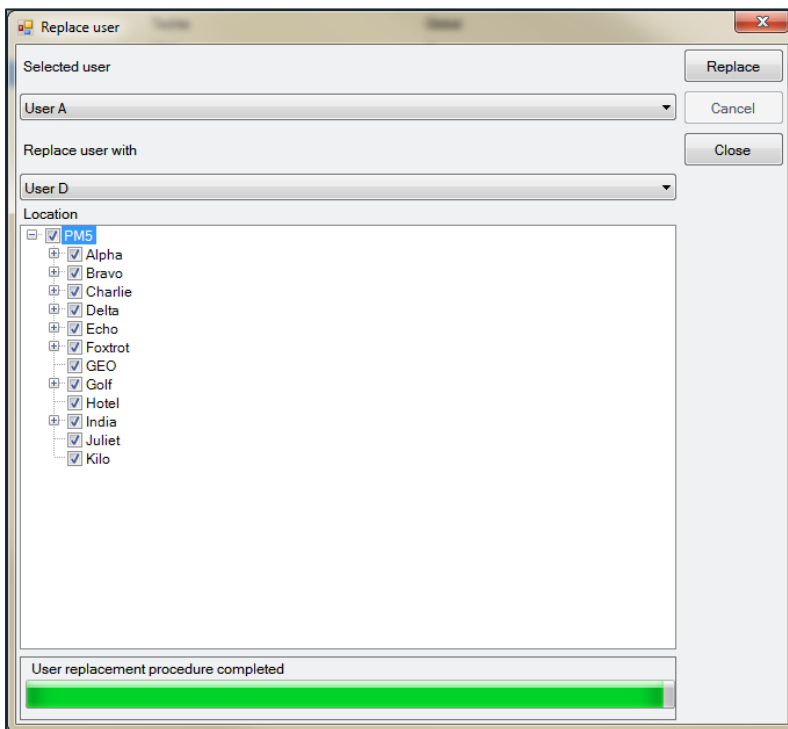 Replace user
Selected user
Replace
User A
Cancel
Replace user with
Close
User D
Location
PM5
Alpha
Bravo
Charlie
Delta
Echo
Foxtrot
GEO
Golf
Hotel
India
Juliet
Kilo
User replacement procedure completed